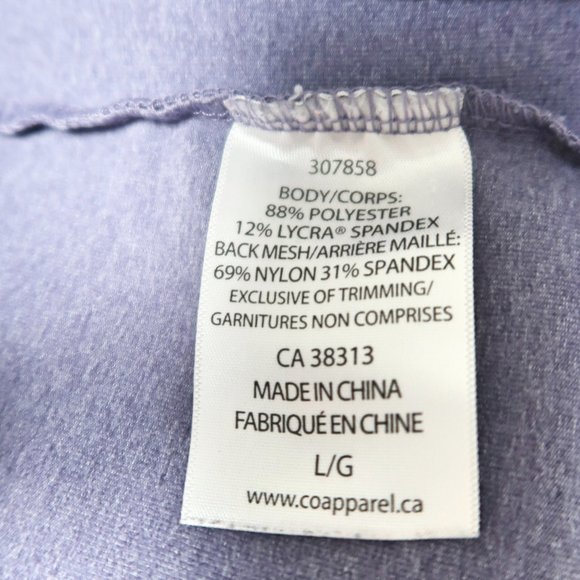 307858
BODY/CORPS:
88% POLYESTER
12% LYCRA® SPANDEX
BACK MESH/ARRIÈRE MAILLÉ:
69% NYLON 31% SPANDEX
EXCLUSIVE OF TRIMMING/
GARNITURES NON COMPRISES
CA 38313
MADE IN CHINA
FABRIQUÉ EN CHINE
L/G
www.coapparel.ca